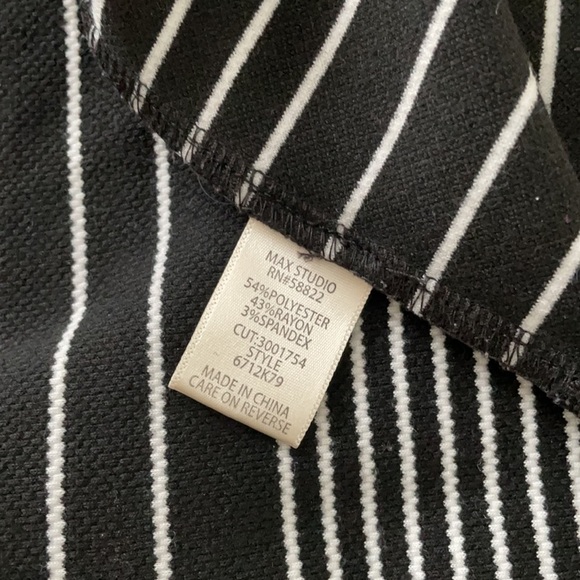 MAX STUDIO
RN#58822
54%POLYESTER
43%RAYON
3%SPANDEX
CUT:3001754
STYLE
6712K79
MADE IN CHINA
CARE ON REVERSE